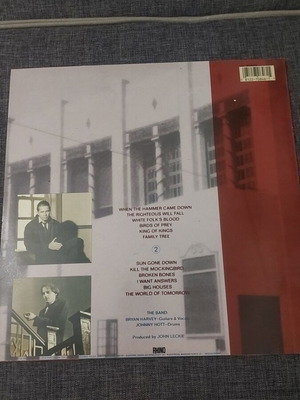 WHEN THE HAMMER CAME DOWN
THE RIGHTEOUS WILL FALL
WHITE FOLK'S BLOOD
BIRDS OF PREY
KING OF KINGS
FAMILY TREE
2
SUN GONE DOWN
KILL THE MOCKINGBIRD
BROKEN BONES
I WANT ANSWERS
BIG HOUSES
THE WORLD OF TOMORROW
THE BAND:
BRYAN HARVEY-Guitars & Vocals
JOHNNY HOTT-Drums
Produced by JOHN LECKIE
RHINO